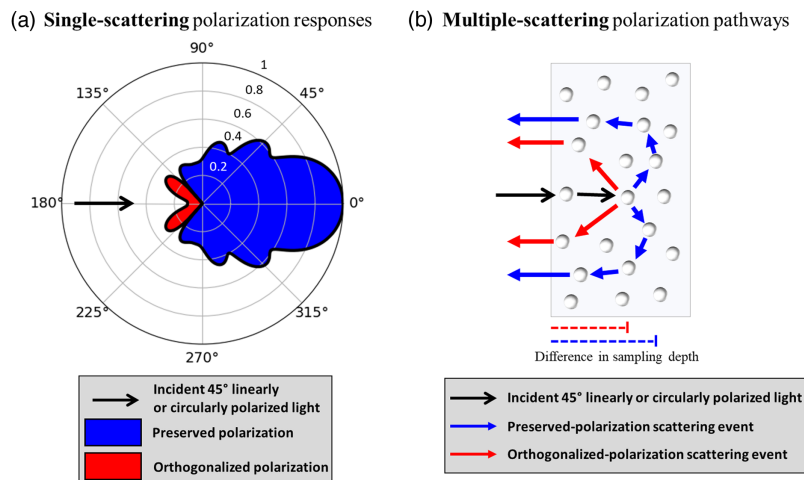 (a) Single-scattering polarization responses
90°
1
135°
0.8
45°
0.6
0.4
0.2
180°
0°
225°
315°
270°
Incident 45° linearly
or circularly polarized light
Preserved polarization
Orthogonalized polarization
(b) Multiple-scattering polarization pathways
Difference in sampling depth
Incident 45° linearly or circularly polarized light
Preserved-polarization scattering event
Orthogonalized-polarization scattering event